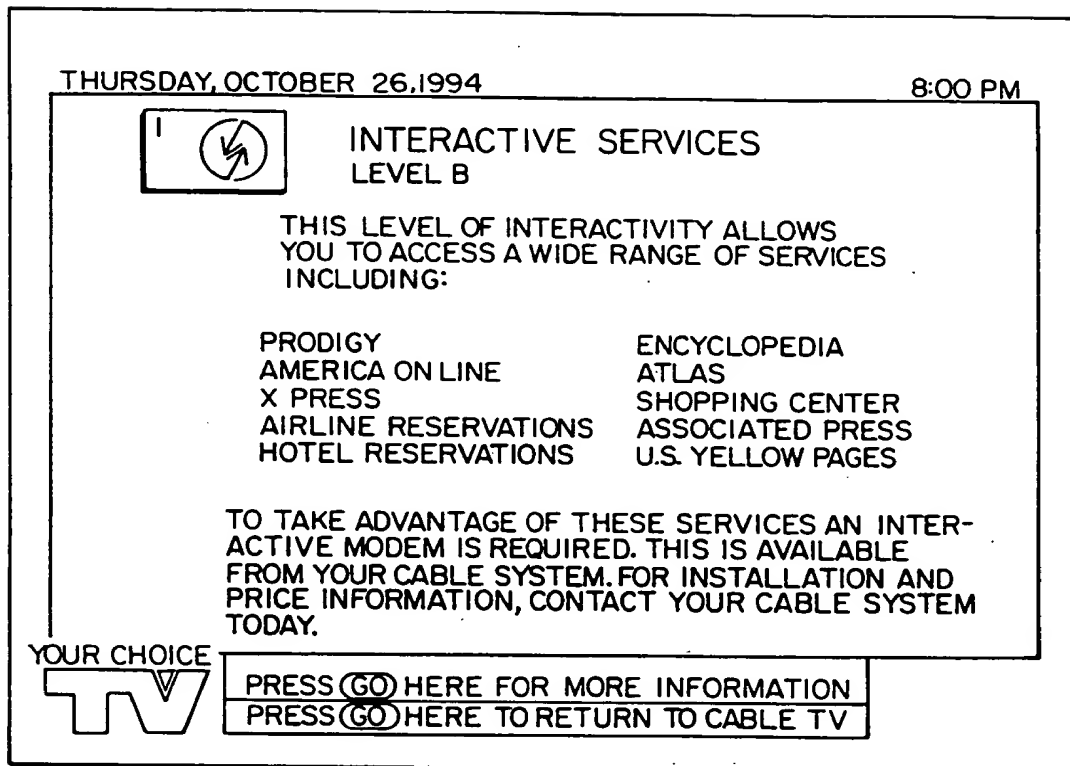 THURSDAY, OCTOBER 26.1994 8:00 PM
I
INTERACTIVE SERVICES
LEVEL B
THIS LEVEL OF INTERACTIVITY ALLOWS
YOU TO ACCESS A WIDE RANGE OF SERVICES
INCLUDING:
PRODIGY ENCYCLOPEDIA
AMERICA ON LINE ATLAS
X PRESS SHOPPING CENTER
AIRLINE RESERVATIONS ASSOCIATED PRESS
HOTEL RESERVATIONS U.S. YELLOW PAGES
TO TAKE ADVANTAGE OF THESE SERVICES AN INTER-
ACTIVE MODEM IS REQUIRED. THIS IS AVAILABLE
FROM YOUR CABLE SYSTEM. FOR INSTALLATION AND
PRICE INFORMATION, CONTACT YOUR CABLE SYSTEM
TODAY.
YOUR CHOICE
TV
PRESS GO HERE FOR MORE INFORMATION
PRESS GO HERE TO RETURN TO CABLE TV